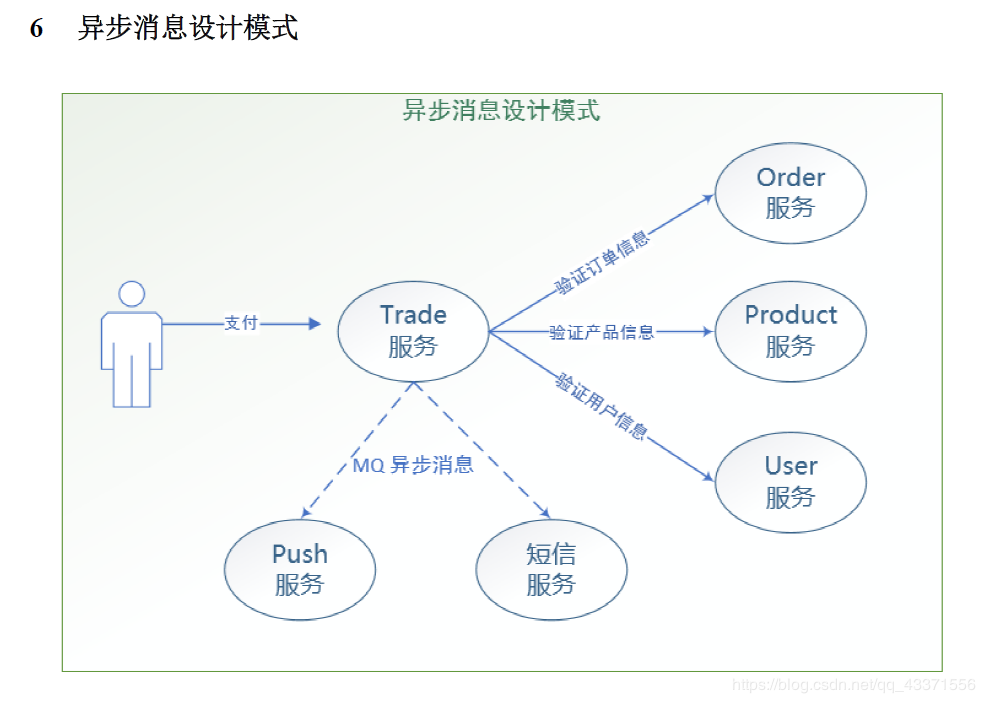 6 异步消息设计模式
异步消息设计模式
Order
服务
验证订单信息
支付
Trade
服务
验证产品信息
Product
服务
验证用户信息
MQ 异步消息
User
服务
Push
服务
短信
服务
https://blog.csdn.net/qq_43371556